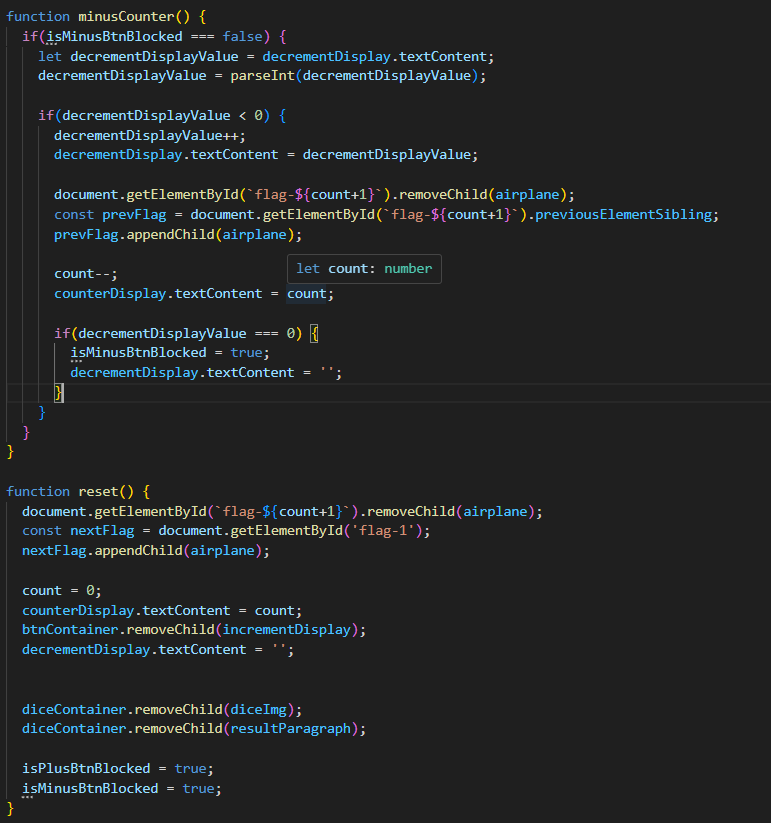 function minusCounter() {
if(isMinusBtnBlocked === false) {
let decrementDisplayValue = decrementDisplay.textContent;
decrementDisplayValue = parseInt(decrementDisplayValue);
if(decrementDisplayValue < 0) {
decrementDisplayValue++;
decrementDisplay.textContent = decrementDisplayValue;
document.getElementById(`flag-${count+1}`).removeChild(airplane);
const prevFlag = document.getElementById(`flag-${count+1}`).previousElementSibling;
prevFlag.appendChild(airplane);
count--;
let count: number
counterDisplay.textContent = count;
if(decrementDisplayValue === 0) {
isMinusBtnBlocked = true;
decrementDisplay.textContent = '';
}
}
}
}
function reset() {
document.getElementById(`flag-${count+1}`).removeChild(airplane);
const nextFlag = document.getElementById('flag-1');
nextFlag.appendChild(airplane);
count = 0;
counterDisplay.textContent = count;
btnContainer.removeChild(incrementDisplay);
decrementDisplay.textContent = '';
diceContainer.removeChild(diceImg);
diceContainer.removeChild(resultParagraph);
isPlusBtnBlocked = true;
isMinusBtnBlocked = true;
}